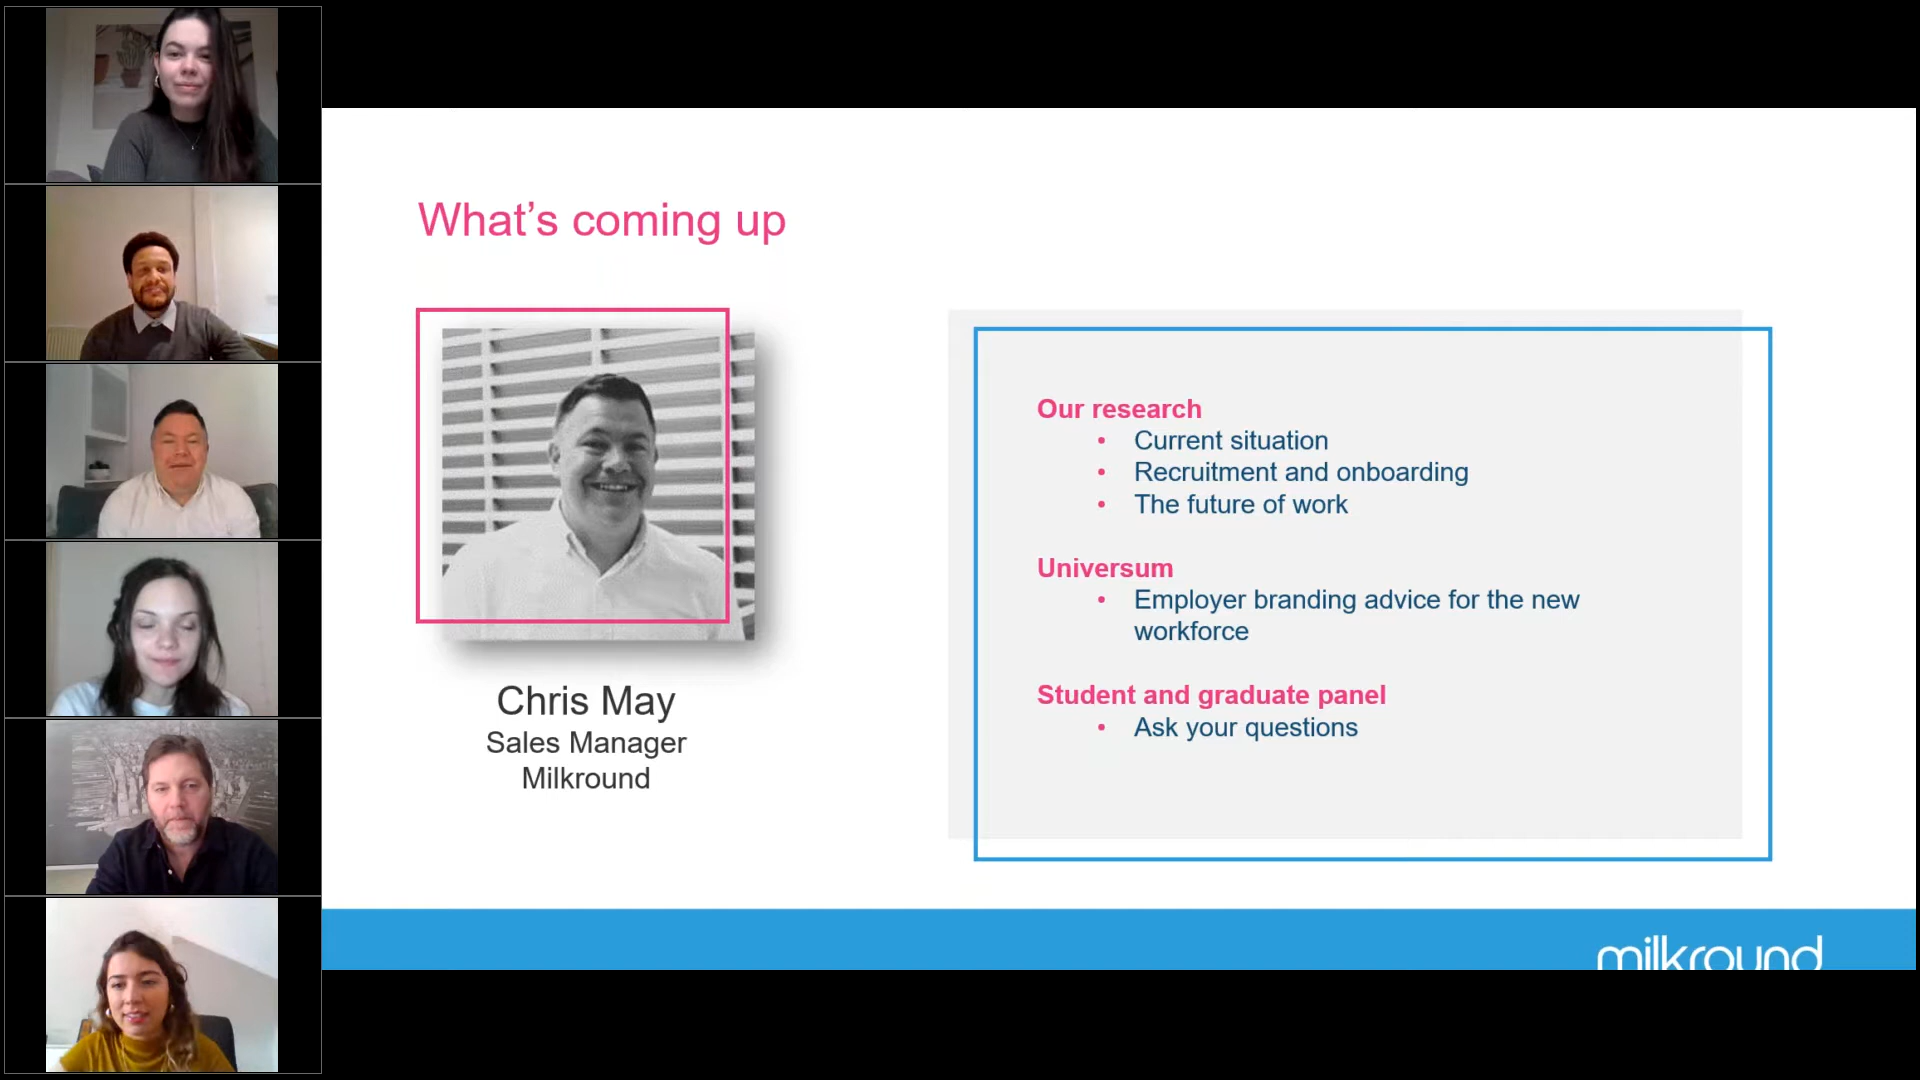 What's coming up
Chris May
Sales Manager
Milkround
Our research
• Current situation
• Recruitment and onboarding
• The future of work
Universum
• Employer branding advice for the new
workforce
Student and graduate panel
• Ask your questions
milkround